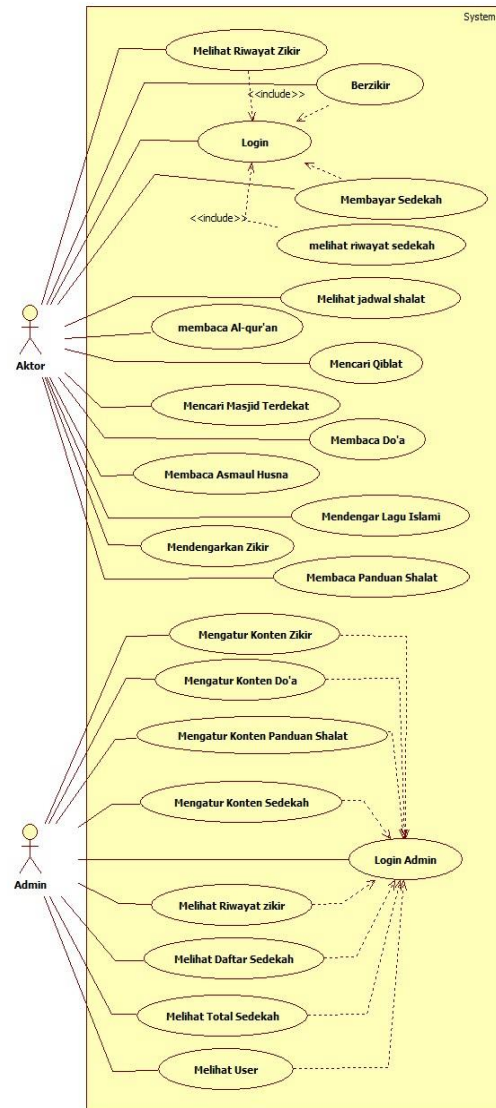 System
Melihat Riwayat Zikir
Berzikir
<<include>>
Login
Membayar Sedekah
<<include>>
melihat riwayat sedekah
Melihat jadwal shalat
membaca Al-qur'an
Aktor
Mencari Qiblat
Mencari Masjid Terdekat
Membaca Do'a
Membaca Asmaul Husna
Mendengar Lagu Islami
Mendengarkan Zikir
Membaca Panduan Shalat
Mengatur Konten Zikir
Mengatur Konten Do'a
Mengatur Konten Panduan Shalat
Mengatur Konten Sedekah
Login Admin
Admin
Melihat Riwayat zikir
Melihat Daftar Sedekah
Melihat Total Sedekah
Melihat User